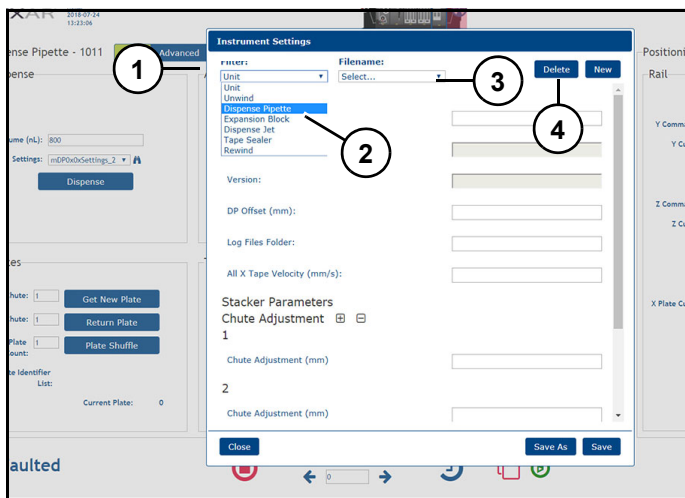 XAR 2018-07-24
13:23:06
ense Pipette - 1011 Advanced
pense
ume (nL): 800
Settings: mDP0x0xSettings_2
Dispense
Instrument Settings
Filter: Filename:
Unit Select...
Delete New
Unit
Unwind
Dispense Pipette
Expansion Block
Dispense Jet
Tape Sealer
Rewind
1
2
3
4
Version:
DP Offset (mm):
Log Files Folder:
All X Tape Velocity (mm/s):
Stacker Parameters
Chute Adjustment
1
Chute Adjustment (mm)
2
Chute Adjustment (mm)
Close Save As Save
Positioni
Rail
Y Comma
Y Cu
Z Comma
Z Cu
X Plate Cu
tes
hute: 1 Get New Plate
hute: 1 Return Plate
Plate 1 Plate Shuffle
ount:
te Identifier
List:
Current Plate: 0
aulted
0